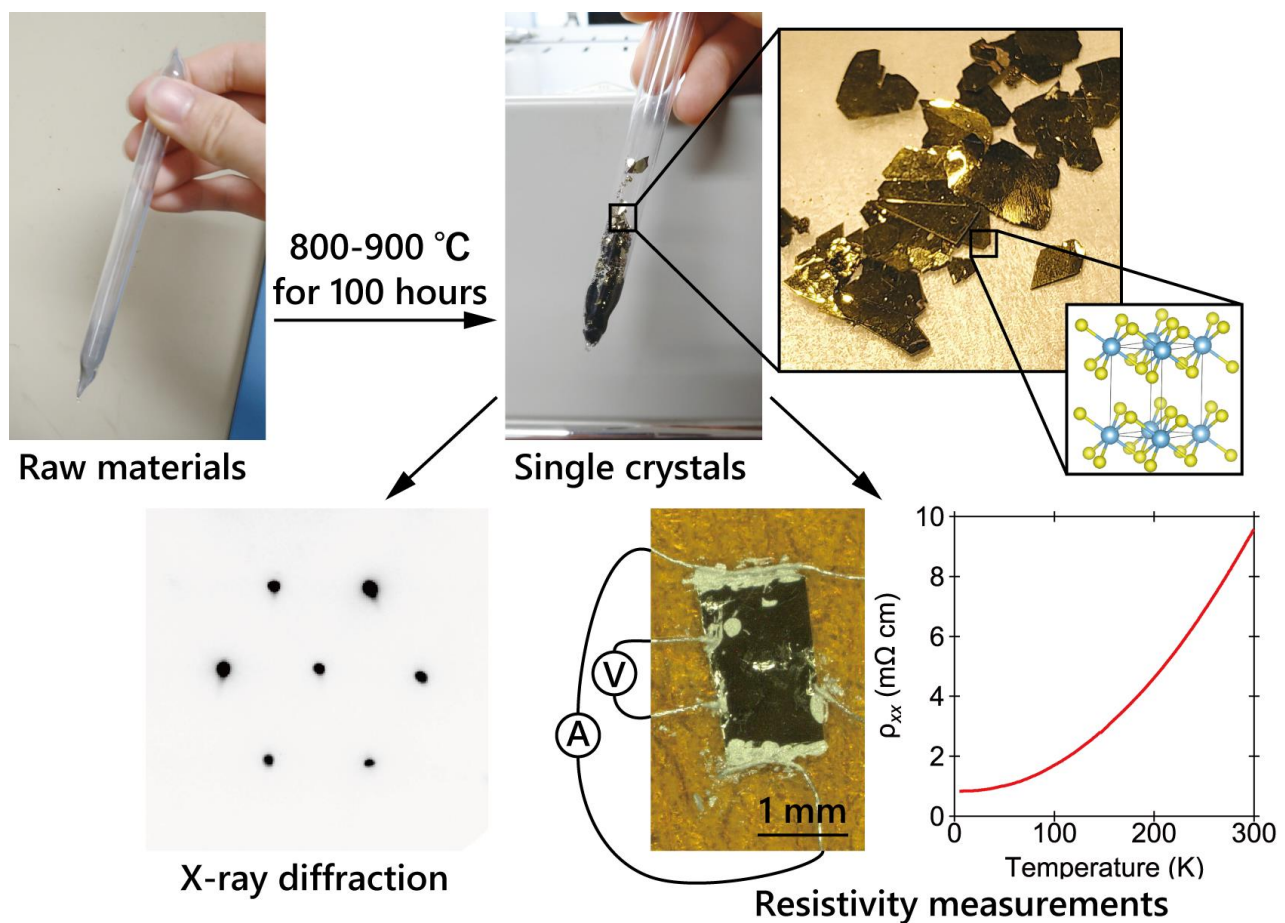 800-900 ℃
for 100 hours
Raw materials
Single crystals
X-ray diffraction
V
A
1 mm
ρxx (mΩ cm)
10
8
6
4
2
0
0
100
200
300
Temperature (K)
Resistivity measurements